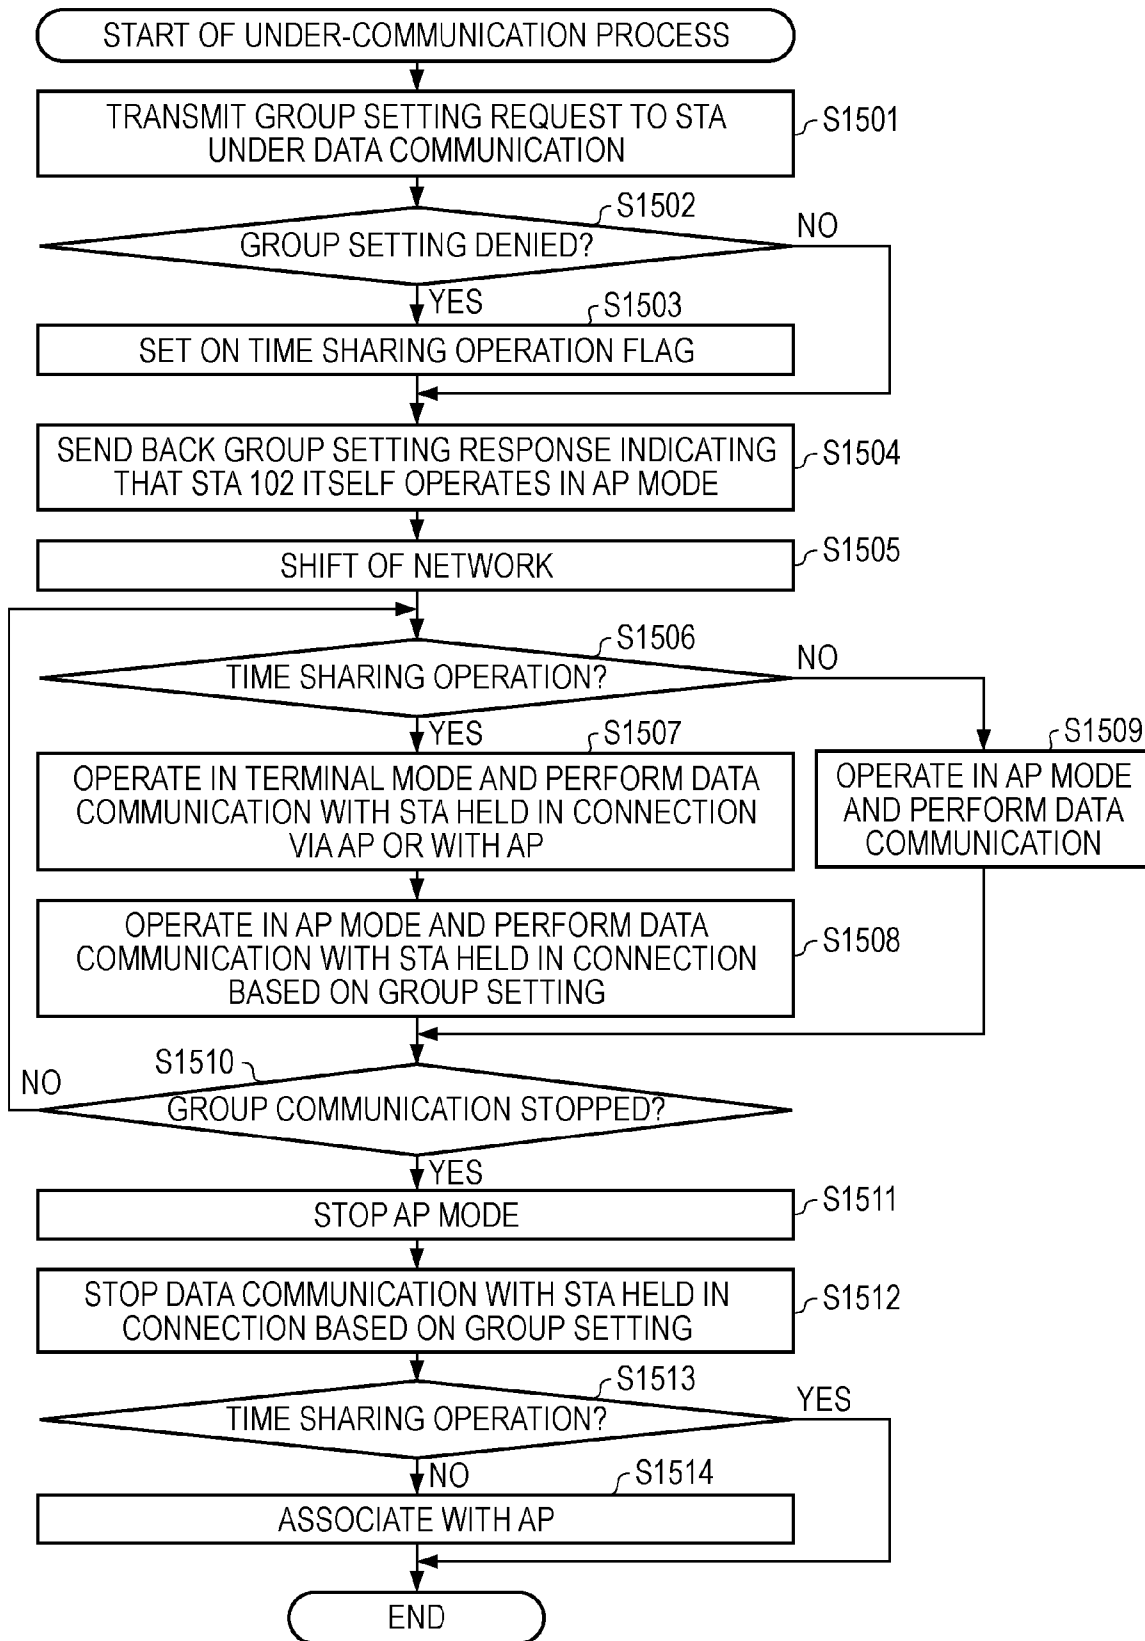 START OF UNDER-COMMUNICATION PROCESS
TRANSMIT GROUP SETTING REQUEST TO STA
UNDER DATA COMMUNICATION
S1501
S1502
GROUP SETTING DENIED?
NO
YES
S1503
SET ON TIME SHARING OPERATION FLAG
SEND BACK GROUP SETTING RESPONSE INDICATING
THAT STA 102 ITSELF OPERATES IN AP MODE
S1504
SHIFT OF NETWORK
S1505
S1506
TIME SHARING OPERATION?
NO
YES
S1507
OPERATE IN TERMINAL MODE AND PERFORM DATA
COMMUNICATION WITH STA HELD IN CONNECTION
VIA AP OR WITH AP
S1509
OPERATE IN AP MODE
AND PERFORM DATA
COMMUNICATION
OPERATE IN AP MODE AND PERFORM DATA
COMMUNICATION WITH STA HELD IN CONNECTION
BASED ON GROUP SETTING
S1508
S1510
NO
GROUP COMMUNICATION STOPPED?
YES
STOP AP MODE
S1511
STOP DATA COMMUNICATION WITH STA HELD IN
CONNECTION BASED ON GROUP SETTING
S1512
S1513
TIME SHARING OPERATION?
YES
NO
S1514
ASSOCIATE WITH AP
END